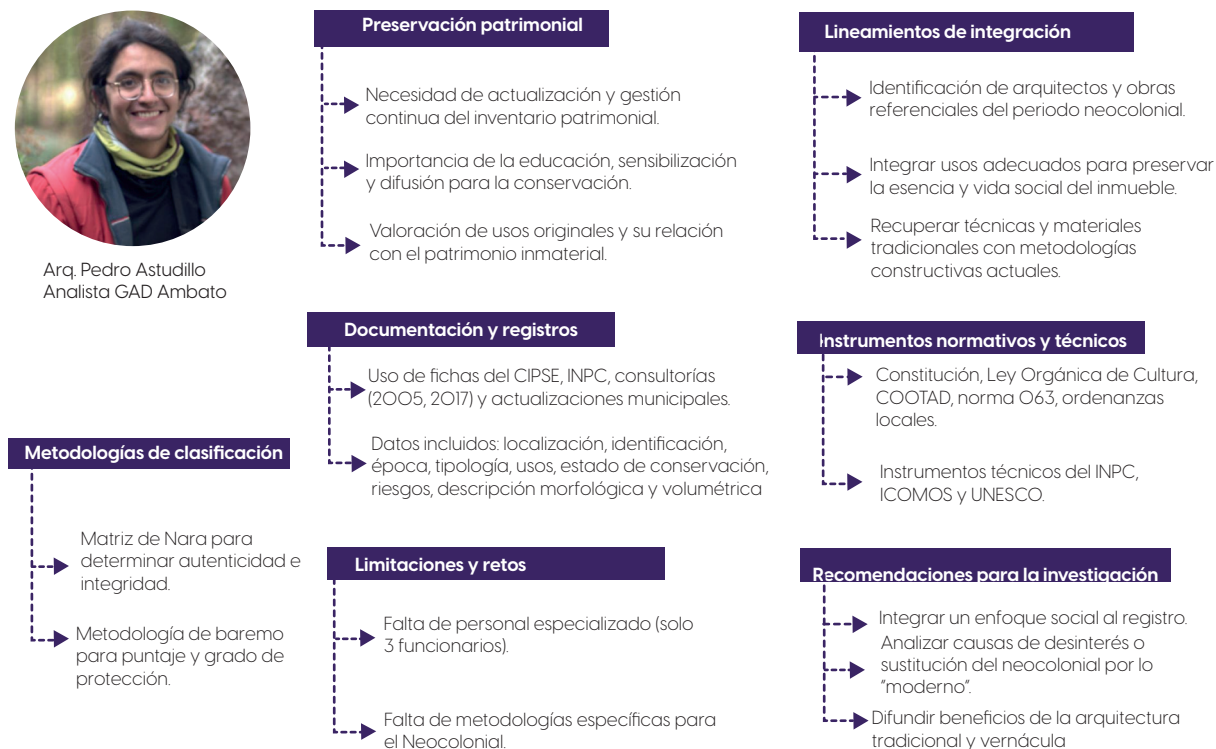 Arq. Pedro Astudillo
Analista GAD Ambato
Metodologías de clasificación
Matriz de Nara para
determinar autenticidad e
integridad.
Metodología de baremo
para puntaje y grado de
protección.
Preservación patrimonial
Necesidad de actualización y gestión
continua del inventario patrimonial.
Importancia de la educación, sensibilización
y difusión para la conservación.
Valoración de usos originales y su relación
con el patrimonio inmaterial.
Documentación y registros
Uso de fichas del CIPSE, INPC, consultorías
(2005, 2017) y actualizaciones municipales.
Datos incluidos: localización, identificación,
época, tipología, usos, estado de conservación,
riesgos, descripción morfológica y volumétrica
Limitaciones y retos
Falta de personal especializado (solo
3 funcionarios).
Falta de metodologías específicas para
el Neocolonial.
Lineamientos de integración
Identificación de arquitectos y obras
referenciales del periodo neocolonial.
Integrar usos adecuados para preservar
la esencia y vida social del inmueble.
Recuperar técnicas y materiales
tradicionales con metodologías
constructivas actuales.
Instrumentos normativos y técnicos
Constitución, Ley Orgánica de Cultura,
COOTAD, norma 063, ordenanzas
locales.
Instrumentos técnicos del INPC,
ICOMOS y UNESCO.
Recomendaciones para la investigación
Integrar un enfoque social al registro.
Analizar causas de desinterés o
sustitución del neocolonial por lo
"moderno".
Difundir beneficios de la arquitectura
tradicional y vernácula